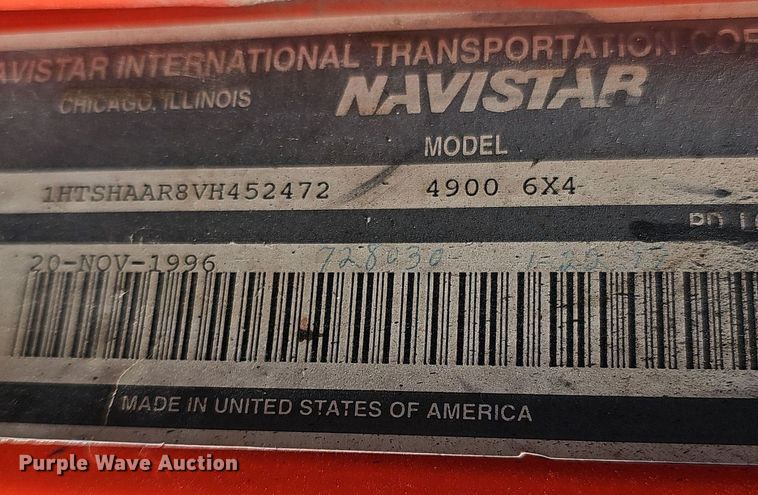 AVISTAR INTERNATIONAL TRANSPORTATION COR
CHICAGO, ILLINOIS
NAVISTAR
MODEL
1HTSHAAR8VH452472 4900 6X4
20-NOV-1996 728030
MADE IN UNITED STATES OF AMERICA
Purple Wave Auction